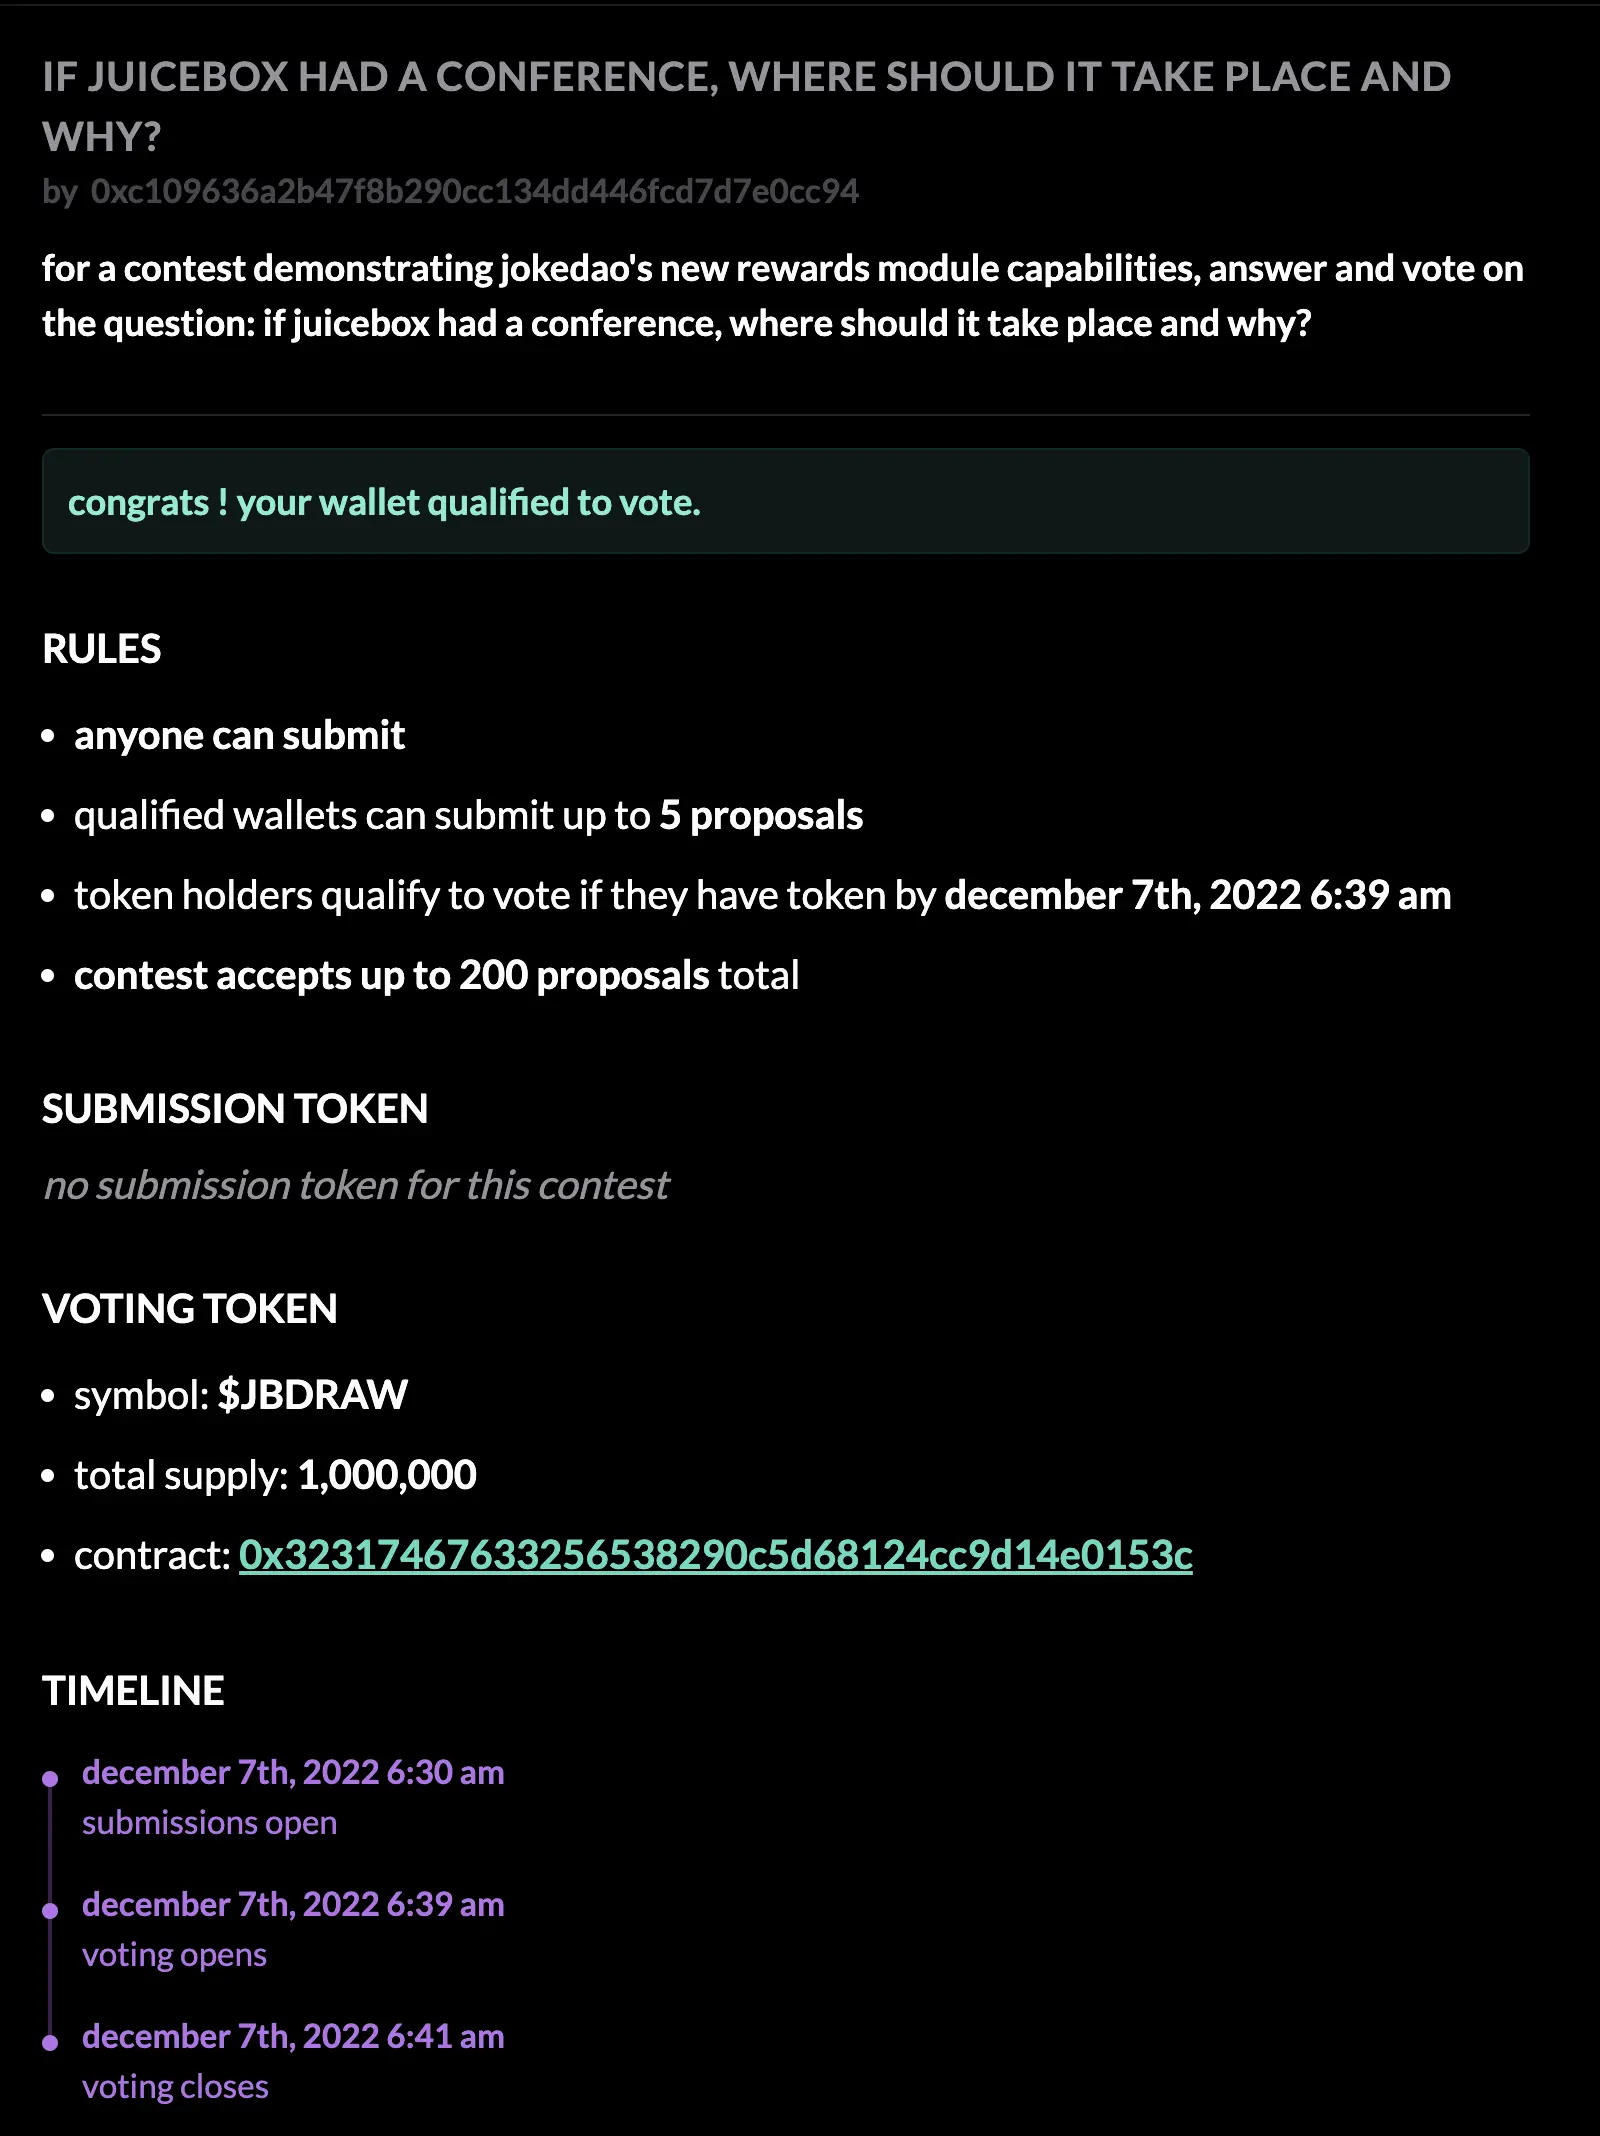 IF JUICEBOX HAD A CONFERENCE, WHERE SHOULD IT TAKE PLACE AND
WHY?
by 0xc109636a2b47f8b290cc134dd446fcd7d7e0cc94
for a contest demonstrating jokedao's new rewards module capabilities, answer and vote on
the question: if juicebox had a conference, where should it take place and why?
congrats ! your wallet qualified to vote.
RULES
• anyone can submit
• qualified wallets can submit up to 5 proposals
• token holders qualify to vote if they have token by december 7th, 2022 6:39 am
• contest accepts up to 200 proposals total
SUBMISSION TOKEN
no submission token for this contest
VOTING TOKEN
• symbol: $JBDRAW
• total supply: 1,000,000
• contract: 0x32317467633256538290c5d68124cc9d14e0153c
TIMELINE
december 7th, 2022 6:30 am
submissions open
december 7th, 2022 6:39 am
voting opens
december 7th, 2022 6:41 am
voting closes